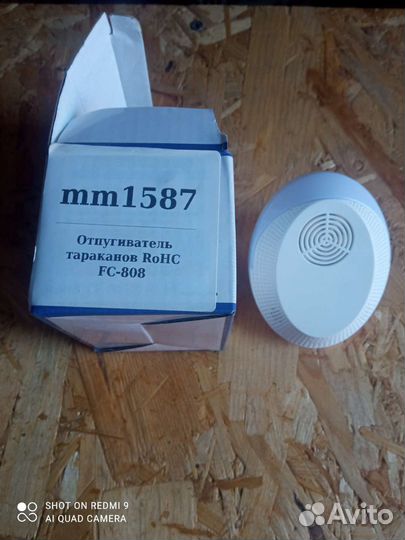 mm1587
Отпугиватель
тараканов RoHC
FC-808
SHOT ON REDMI 9
AI QUAD CAMERA
Avito